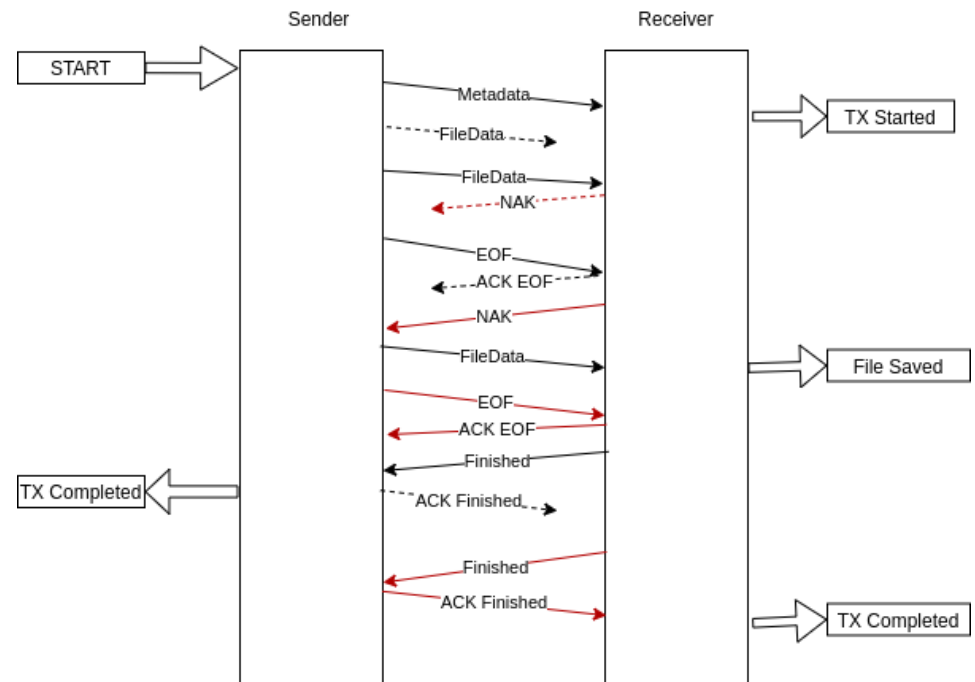 Sender
Receiver
START
Metadata
TX Started
FileData
FileData
NAK
EOF
ACK EOF
NAK
FileData
File Saved
EOF
ACK EOF
Finished
TX Completed
ACK Finished
Finished
ACK Finished
TX Completed